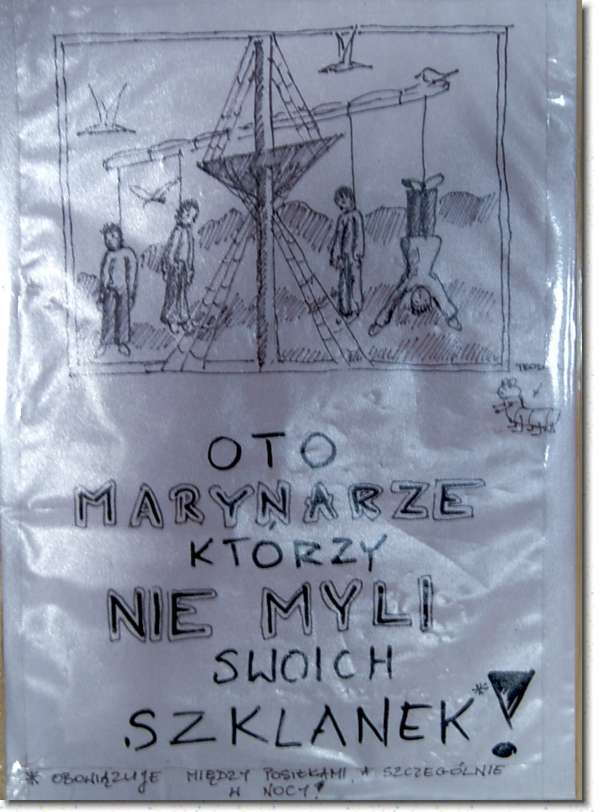 OTO
MARYNARZE
KTÓRZY
NIE MYLI
SWOICH
SZKLANEK*!
* OBOWIĄZUJE MIĘDZY POSIŁKAMI, A SZCZEGÓLNIE
W NOCY!